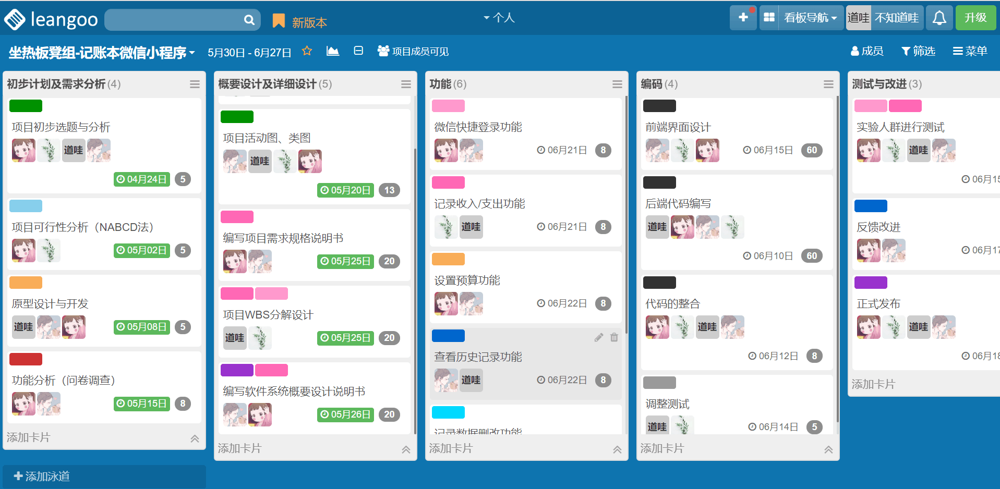 leangoo
新版本
个人
看板导航
道哇
不知道哇
升级
坐热板凳组-记账本微信小程序
5月30日 - 6月27日
项目成员可见
成员
筛选
菜单
初步计划及需求分析(4)
项目初步选题与分析
道哇
04月24日 5
项目可行性分析（NABCD法）
05月02日 5
原型设计与开发
道哇
05月08日 5
功能分析（问卷调查）
05月15日 8
添加卡片
添加泳道
概要设计及详细设计(5)
项目活动图、类图
道哇
05月20日 13
编写项目需求规格说明书
05月25日 20
项目WBS分解设计
道哇
05月25日 20
编写软件系统概要设计说明书
05月26日 20
添加卡片
功能(6)
微信快捷登录功能
06月21日 8
记录收入/支出功能
道哇
06月21日 8
设置预算功能
06月22日 8
查看历史记录功能
道哇
06月22日 8
记录数据删改功能
添加卡片
编码(4)
前端界面设计
06月15日 60
后端代码编写
道哇
06月10日 60
代码的整合
道哇
06月12日 8
调整测试
道哇
06月14日 5
添加卡片
测试与改进(3)
实验人群进行测试
道哇
06月15
反馈改进
06月17
正式发布
道哇
06月18
添加卡片